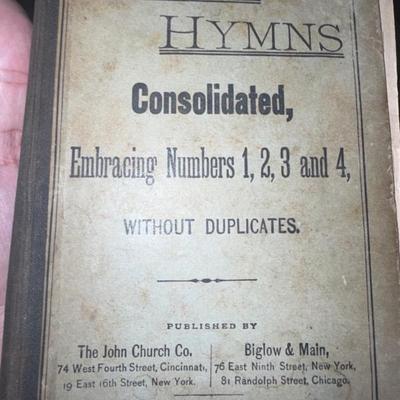 HYMNS
Consolidated,
Embracing Numbers 1, 2, 3 and 4,
WITHOUT DUPLICATES.
PUBLISHED BY
The John Church Co.
74 West Fourth Street, Cincinnati,
19 East 16th Street, New York.
Biglow & Main,
76 East Ninth Street, New York,
81 Randolph Street, Chicago.